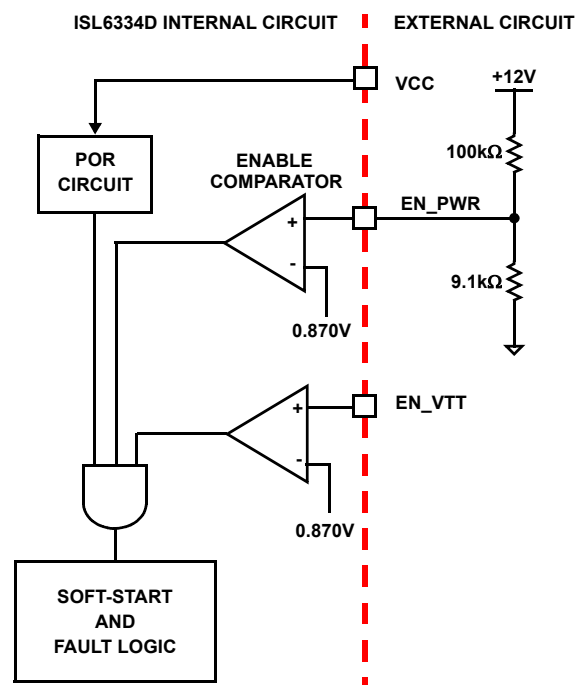 ISL6334D INTERNAL CIRCUIT
EXTERNAL CIRCUIT
VCC
+12V
POR
CIRCUIT
ENABLE
COMPARATOR
100kΩ
EN_PWR
+
-
9.1kΩ
0.870V
EN_VTT
+
-
0.870V
SOFT-START
AND
FAULT LOGIC